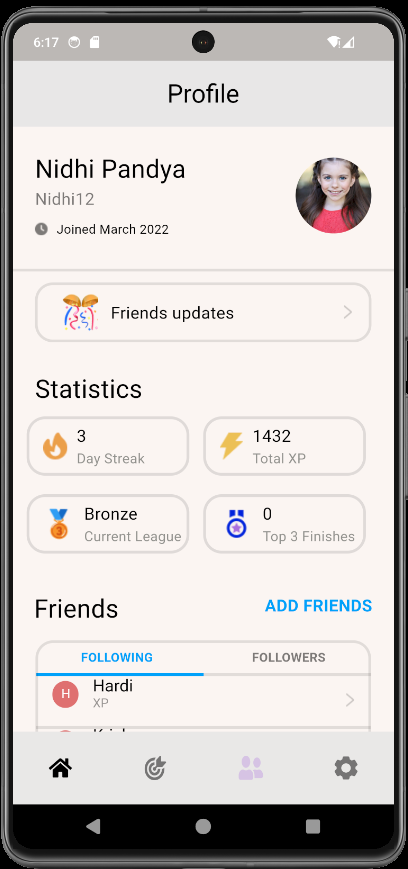 6:17
Profile
Nidhi Pandya
Nidhi12
Joined March 2022
Friends updates
Statistics
3
Day Streak
1432
Total XP
Bronze
Current League
0
Top 3 Finishes
Friends
ADD FRIENDS
FOLLOWING
FOLLOWERS
H
Hardi
XP